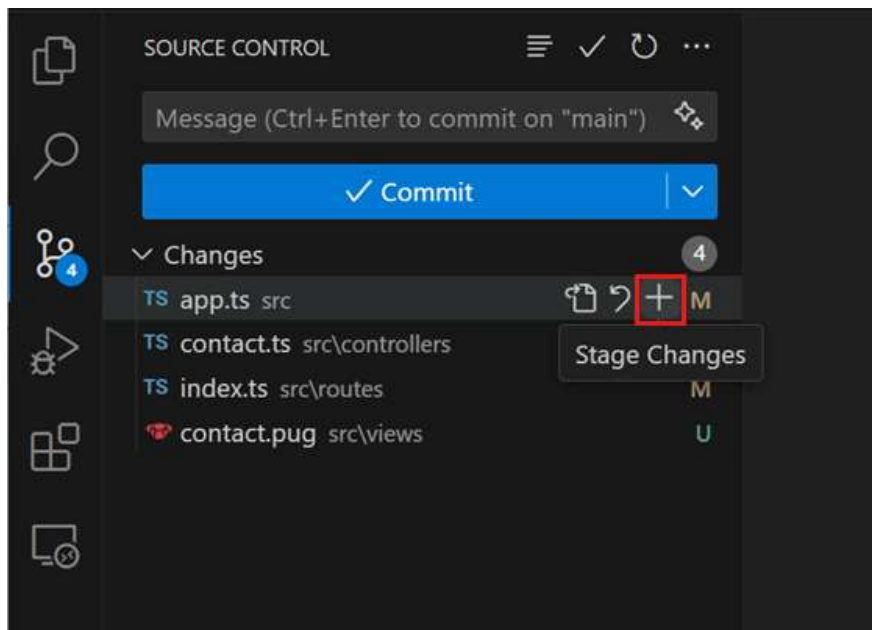 SOURCE CONTROL
Message (Ctrl+Enter to commit on "main")
Commit
Changes 4
4
TS app.ts src M
TS contact.ts src\controllers
Stage Changes
TS index.ts src\routes M
contact.pug src\views U